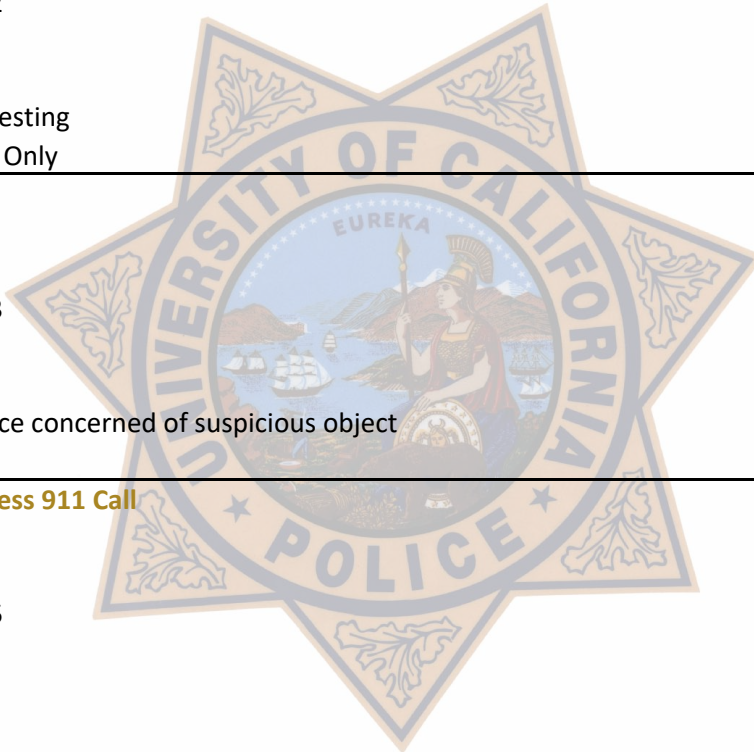 esting
Only
UNIVERSITY OF CALIFORNIA
EUREKA
ce concerned of suspicious object
ess 911 Call
POLICE